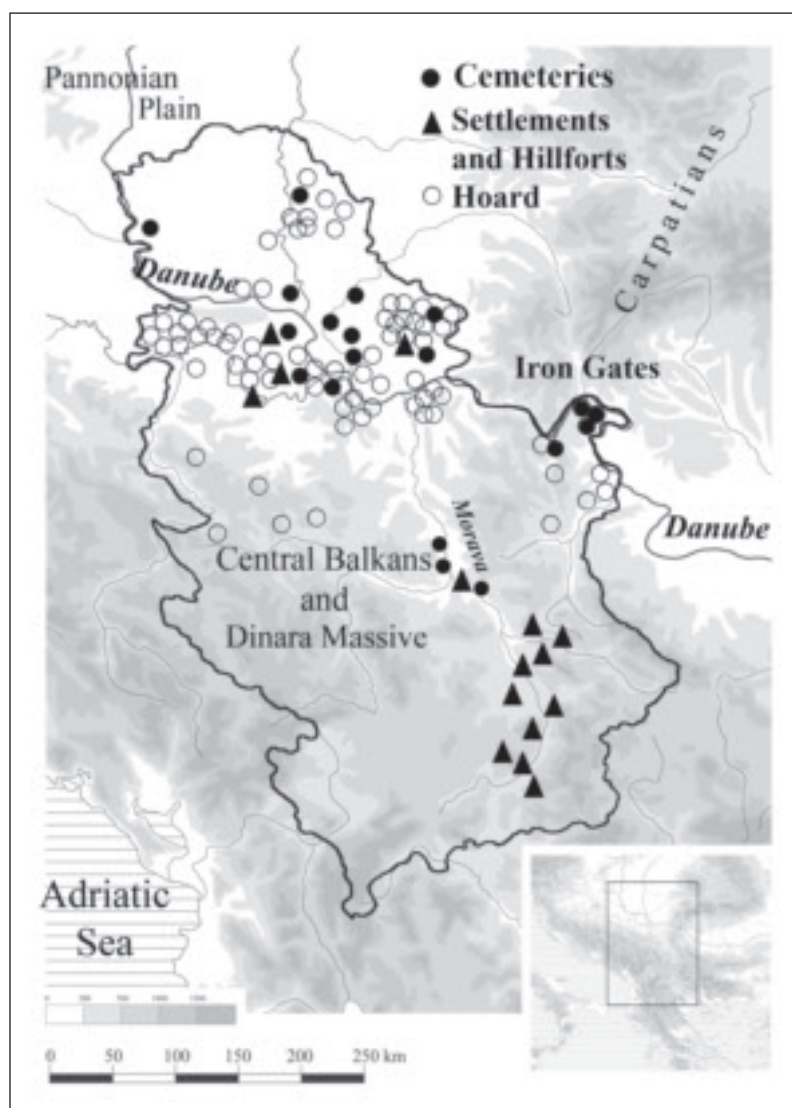 Pannonian
Plain
Cemeteries
Settlements
and Hillforts
Hoard
Carpatians
Danube
Iron Gates
Morava
Danube
Central Balkans
and
Dinara Massive
Adriatic
Sea
0 50 100 150 200 250 km